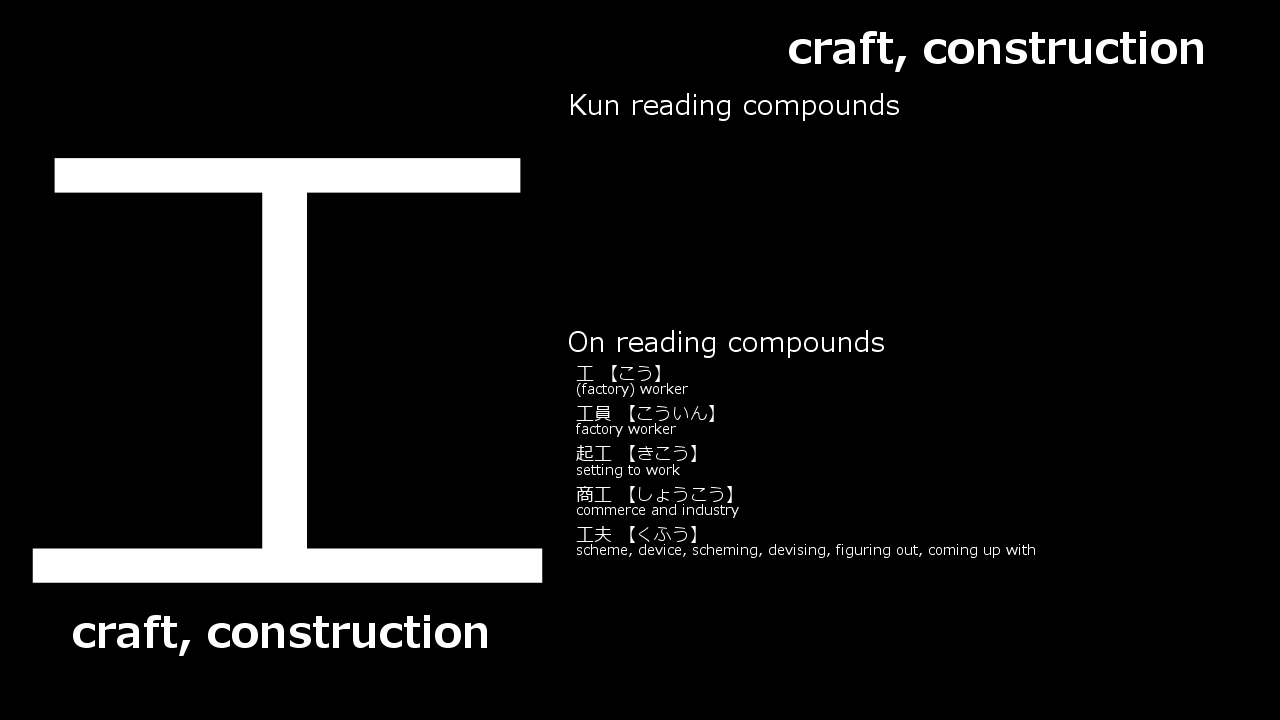 工
craft, construction
craft, construction
Kun reading compounds
On reading compounds
工 【こう】
(factory) worker
工員 【こういん】
factory worker
起工 【きこう】
setting to work
商工 【しょうこう】
commerce and industry
工夫 【くふう】
scheme, device, scheming, devising, figuring out, coming up with